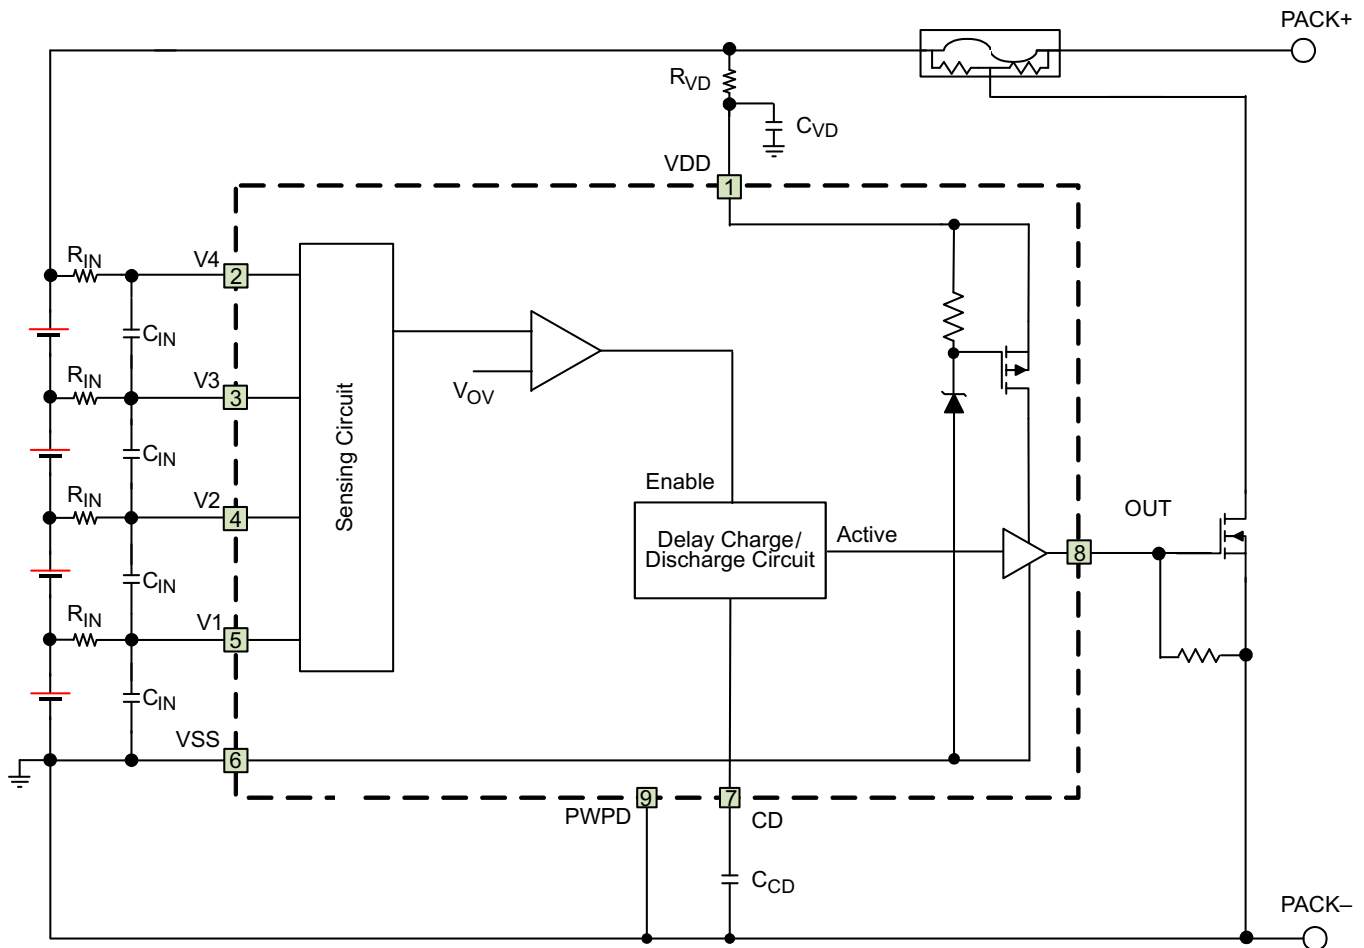 PACK+
RVD
CVD
VDD
1
RIN
V4
2
CIN
RIN
V3
3
VOV
Sensing Circuit
CIN
Enable
RIN
V2
4
OUT
Delay Charge/
Discharge Circuit
Active
8
CIN
RIN
V1
5
CIN
VSS
6
9
7
PWPD
CD
CCD
PACK–